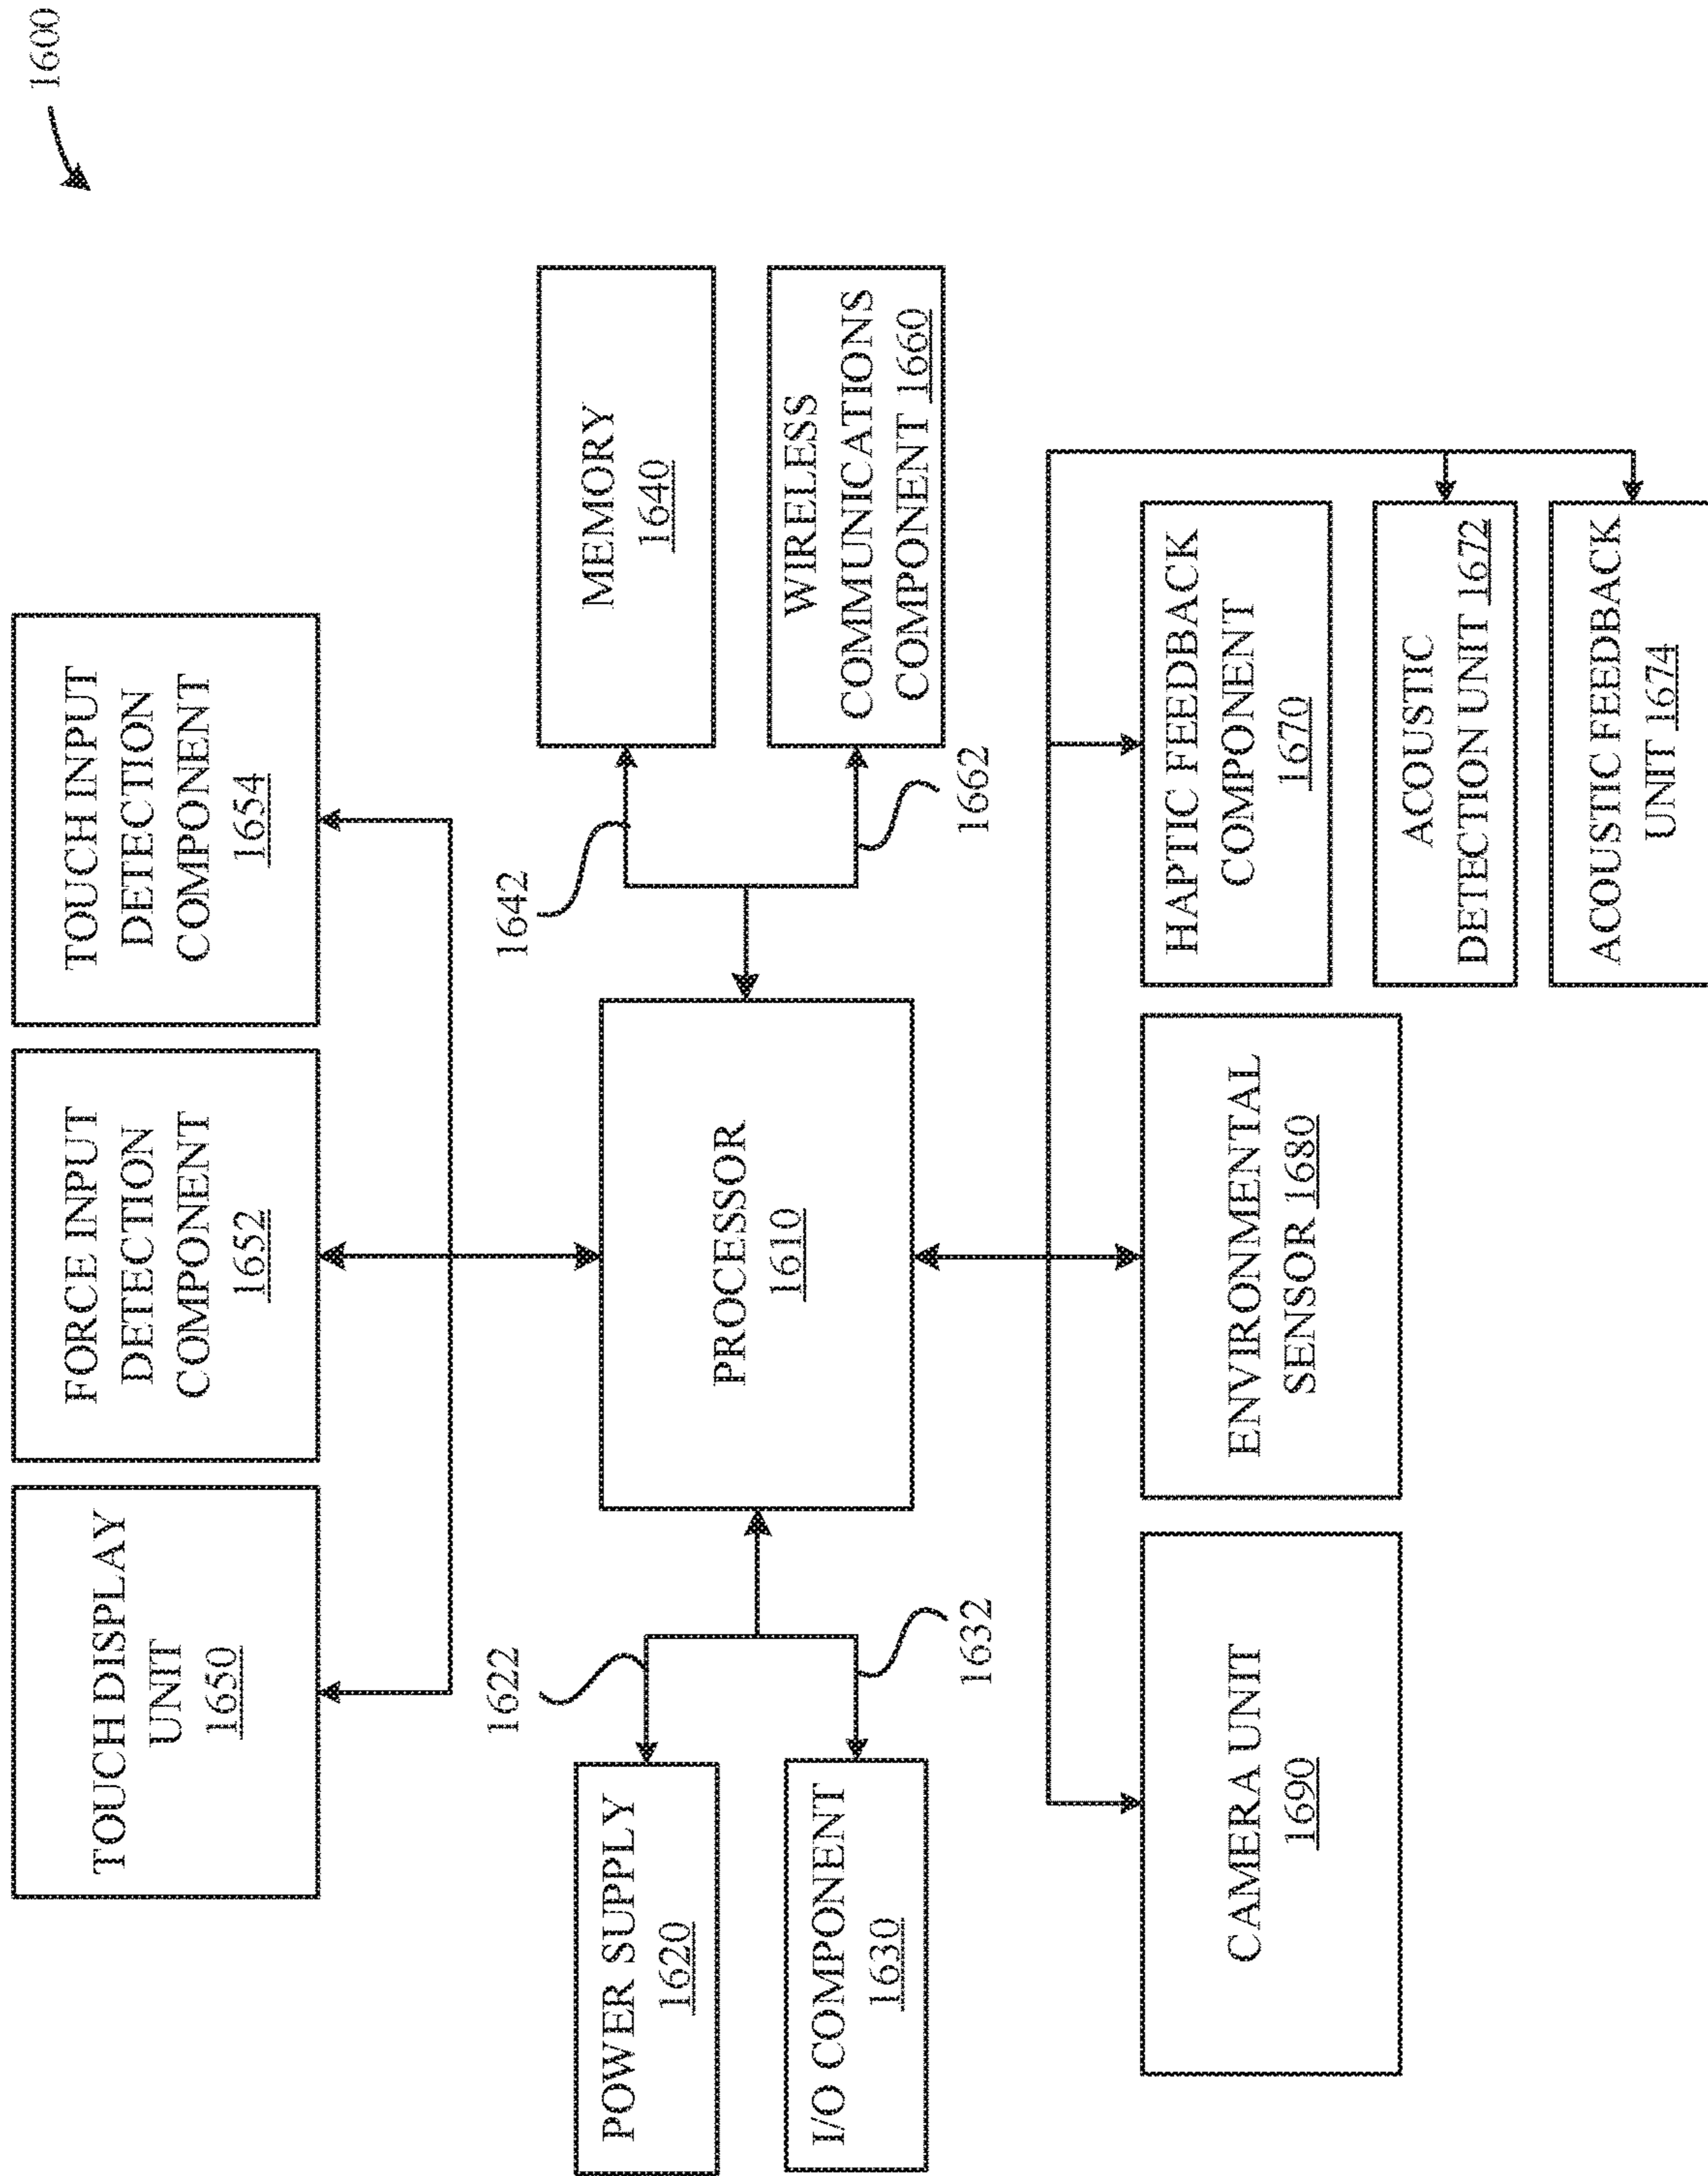 1600
TOUCH DISPLAY
UNIT
1650
FORCE INPUT
DETECTION
COMPONENT
1652
TOUCH INPUT
DETECTION
COMPONENT
1654
1622
1642
POWER SUPPLY
1620
PROCESSOR
1610
MEMORY
1640
I/O COMPONENT
1630
WIRELESS
COMMUNICATIONS
COMPONENT 1660
1632
1662
CAMERA UNIT
1690
ENVIRONMENTAL
SENSOR 1680
HAPTIC FEEDBACK
COMPONENT
1670
ACOUSTIC
DETECTION UNIT 1672
ACOUSTIC FEEDBACK
UNIT 1674